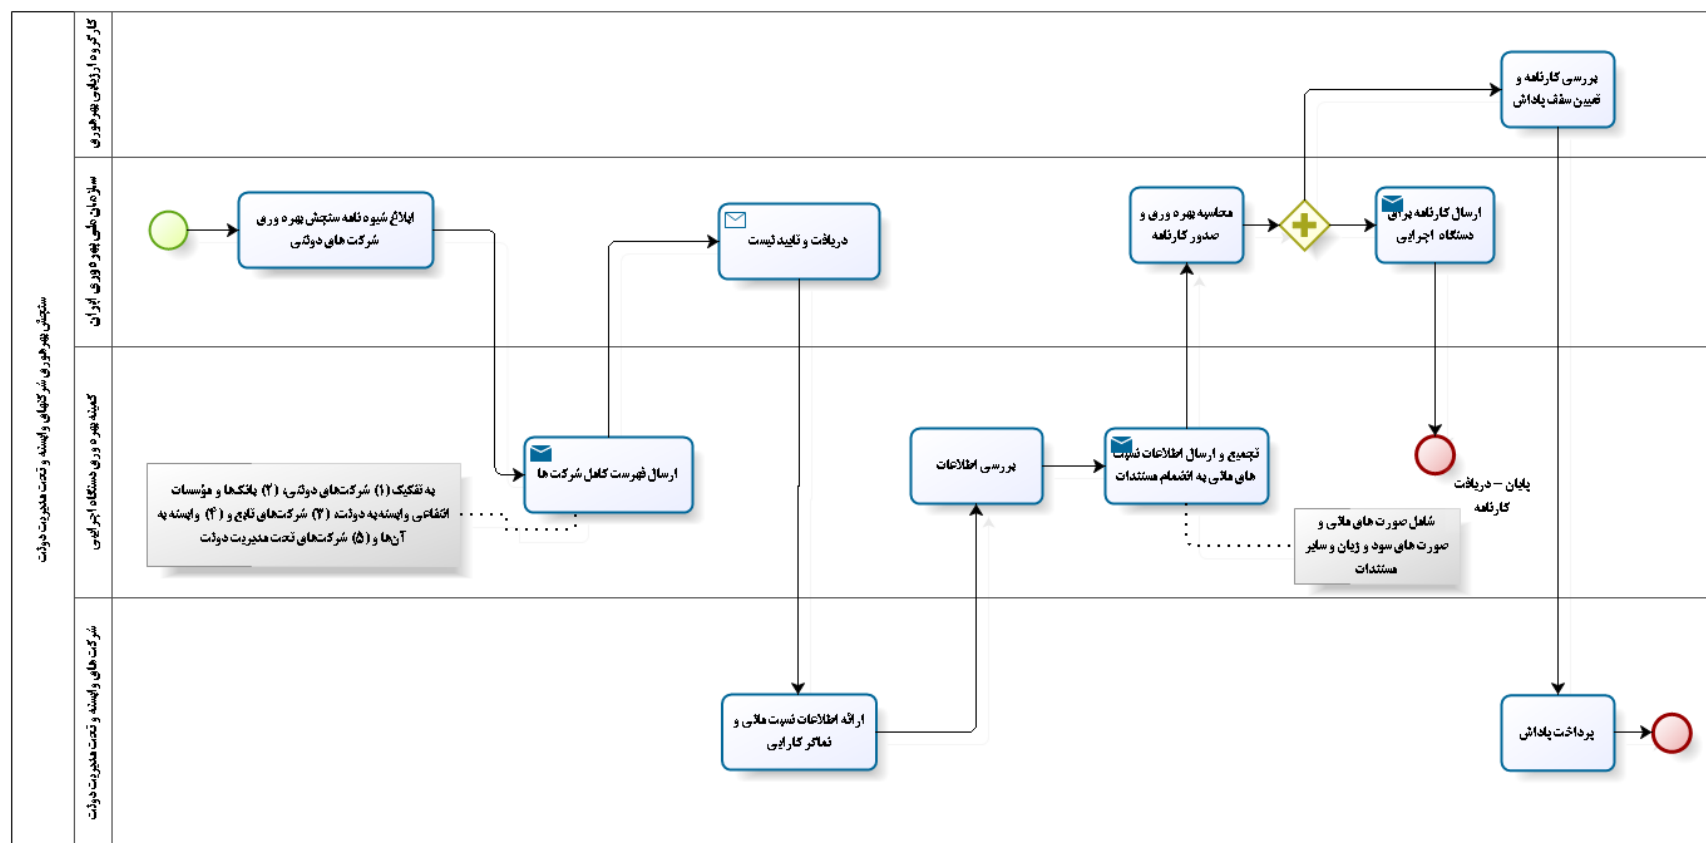 سنجش بهره‌وری شرکتهای وابسته و تحت مدیریت دولت
کارگروه ارزیابی بهره‌وری
بررسی کارنامه و
تعیین سقف پاداش
سازمان ملی بهره وری ایران
ابلاغ شیوه نامه سنجش بهره وری
شرکت های دولتی
دریافت و تایید لیست
محاسبه بهره وری و
صدور کارنامه
ارسال کارنامه برای
دستگاه اجرایی
کمیته بهره وری دستگاه اجرایی
به تفکیک (۱) شرکت‌های دولتی، (۲) بانک‌ها و مؤسسات
انتفاعی وابسته به دولت، (۳) شرکت‌های تابع و (۴) وابسته به
آن‌ها و (۵) شرکت‌های تحت مدیریت دولت
ارسال فهرست کامل شرکت ها
بررسی اطلاعات
تجمیع و ارسال اطلاعات نسبت
های مالی به انضمام مستندات
شامل صورت های مالی و
صورت های سود و زیان و سایر
مستندات
پایان – دریافت
کارنامه
شرکت های وابسته و تحت مدیریت دولت
ارائه اطلاعات نسبت مالی و
نماگر کارایی
پرداخت پاداش